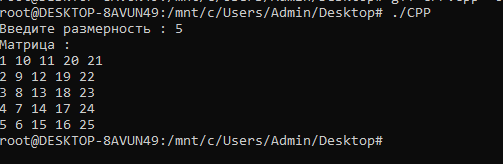 root@DESKTOP-8AVUN49:/mnt/c/Users/Admin/Desktop# ./CPP
Введите размерность : 5
Матрица :
1 10 11 20 21
2 9 12 19 22
3 8 13 18 23
4 7 14 17 24
5 6 15 16 25
root@DESKTOP-8AVUN49:/mnt/c/Users/Admin/Desktop#